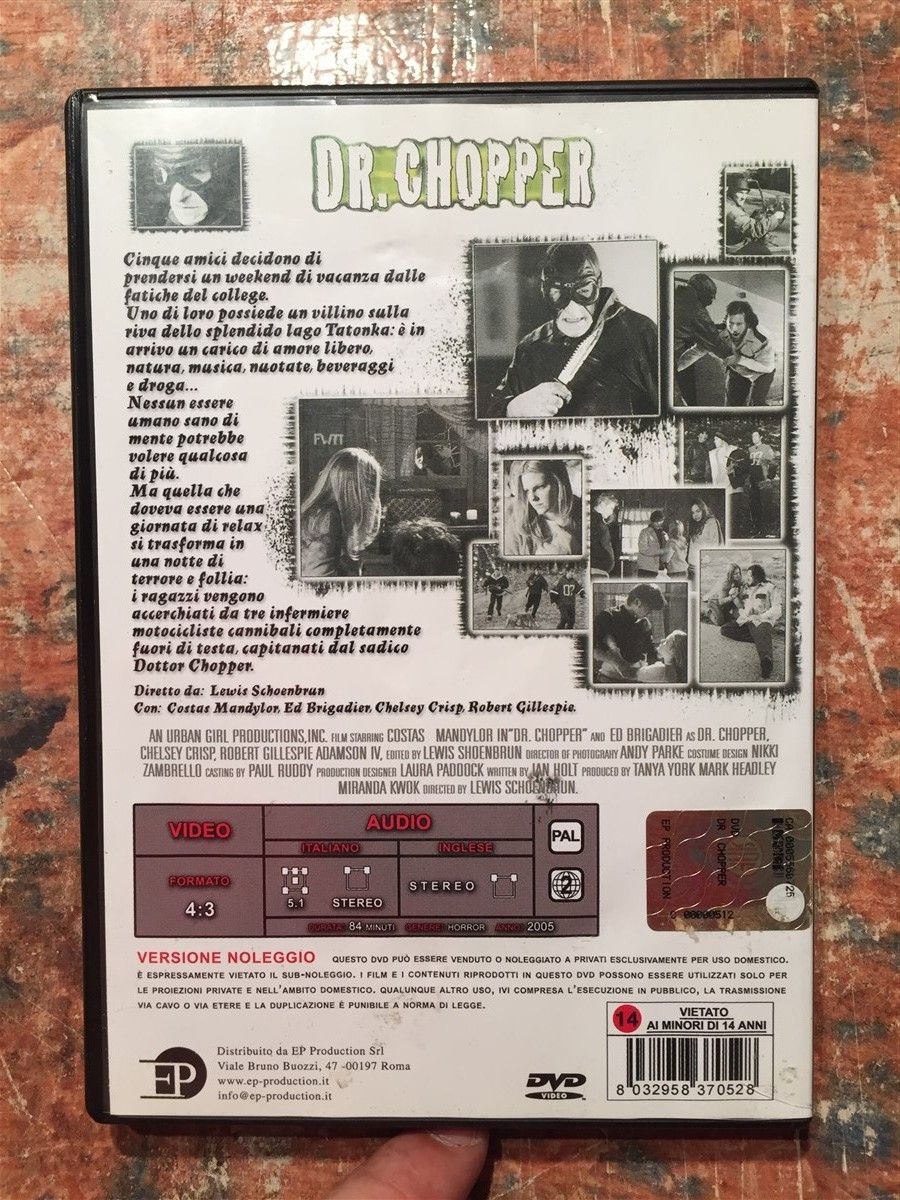 DR. CHOPPER
Cinque amici decidono di
prendersi un weekend di vacanza dalle
fatiche del college.
Uno di loro possiede un villino sulla
riva dello splendido lago Tatonka: è in
arrivo un carico di amore libero,
natura, musica, nuotate, beveraggi
e droga...
Nessun essere
umano sano di
mente potrebbe
volere qualcosa
di più.
Ma quella che
doveva essere una
giornata di relax
si trasforma in
una notte di
terrore e follia:
i ragazzi vengono
accerchiati da tre infermiere
motocicliste cannibali completamente
fuori di testa, capitanati dal sadico
Dottor Chopper.
Diretto da: Lewis Schoenbrun
Con: Costas Mandylor, Ed Brigadier, Chelsey Crisp, Robert Gillespie.
AN URBAN GIRL PRODUCTIONS,INC. FILM STARRING COSTAS MANDYLOR IN"DR. CHOPPER" AND ED BRIGADIER AS DR. CHOPPER,
CHELSEY CRISP, ROBERT GILLESPIE ADAMSON IV, EDITED BY LEWIS SHOENBRUN DIRECTOR OF PHOTOGRAHY ANDY PARKE COSTUME DESIGN NIKKI
ZAMBRELLO CASTING BY PAUL RUDDY PRODUCTION DESIGNER LAURA PADDOCK WRITTEN BY IAN HOLT PRODUCED BY TANYA YORK MARK HEADLEY
MIRANDA KWOK DIRECTED BY LEWIS SCHOENBRUN.
VIDEO
FORMATO
4:3
AUDIO
ITALIANO
INGLESE
5.1
STEREO
STEREO
DURATA: 84 MINUTI GENERE: HORROR ANNO: 2005
PAL
2
DVD
DR CHOPPER
EP PRODUCTION
00000512
VERSIONE NOLEGGIO QUESTO DVD PUÒ ESSERE VENDUTO O NOLEGGIATO A PRIVATI ESCLUSIVAMENTE PER USO DOMESTICO.
È ESPRESSAMENTE VIETATO IL SUB-NOLEGGIO. I FILM E I CONTENUTI RIPRODOTTI IN QUESTO DVD POSSONO ESSERE UTILIZZATI SOLO PER
LE PROIEZIONI PRIVATE E NELL'AMBITO DOMESTICO. QUALUNQUE ALTRO USO, IVI COMPRESA L'ESECUZIONE IN PUBBLICO, LA TRASMISSIONE
VIA CAVO O VIA ETERE E LA DUPLICAZIONE È PUNIBILE A NORMA DI LEGGE.
14
VIETATO
AI MINORI DI 14 ANNI
8 032958 370528
EP
Distribuito da EP Production Srl
Viale Bruno Buozzi, 47 -00197 Roma
www.ep-production.it
info@ep-production.it
DVD
VIDEO